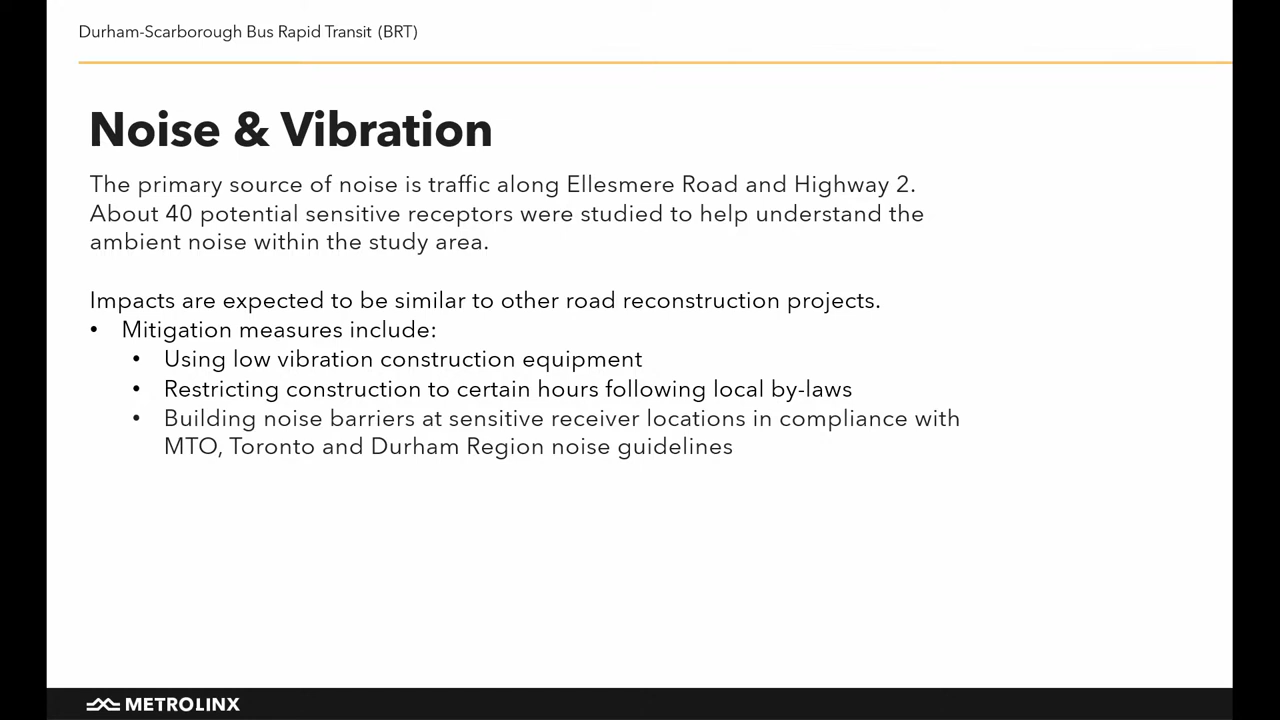 Durham-Scarborough Bus Rapid Transit (BRT)
Noise & Vibration
The primary source of noise is traffic along Ellesmere Road and Highway 2.
About 40 potential sensitive receptors were studied to help understand the
ambient noise within the study area.
Impacts are expected to be similar to other road reconstruction projects.
• Mitigation measures include:
• Using low vibration construction equipment
• Restricting construction to certain hours following local by-laws
• Building noise barriers at sensitive receiver locations in compliance with
MTO, Toronto and Durham Region noise guidelines
METROLINX